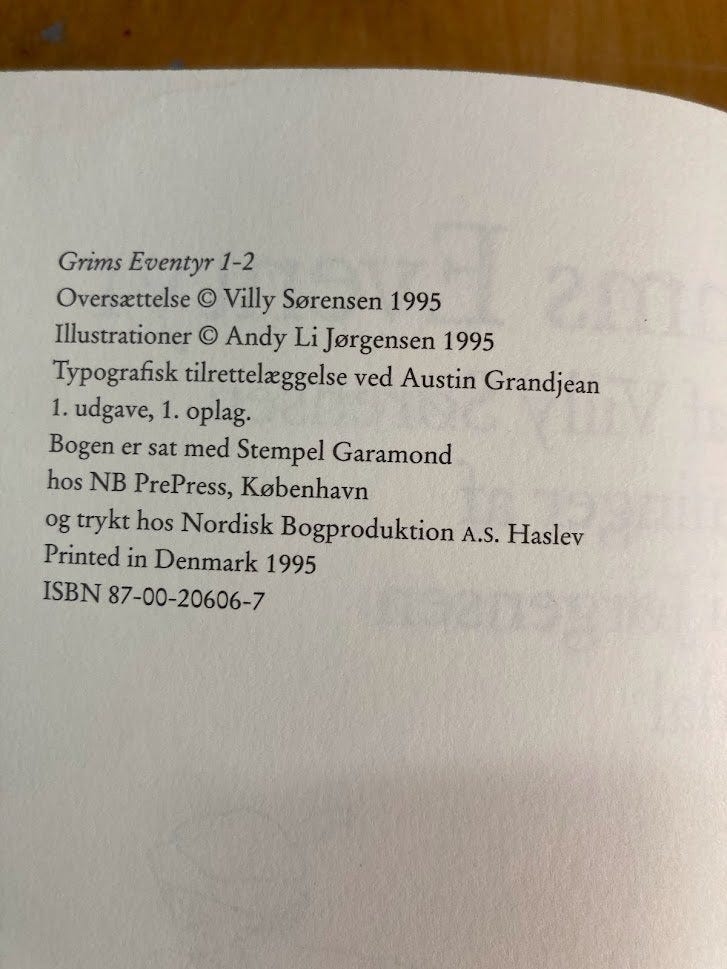 Grims Eventyr 1-2
Oversættelse © Villy Sørensen 1995
Illustrationer © Andy Li Jørgensen 1995
Typografisk tilrettelæggelse ved Austin Grandjean
1. udgave, 1. oplag.
Bogen er sat med Stempel Garamond
hos NB PrePress, København
og trykt hos Nordisk Bogproduktion A.S. Haslev
Printed in Denmark 1995
ISBN 87-00-20606-7